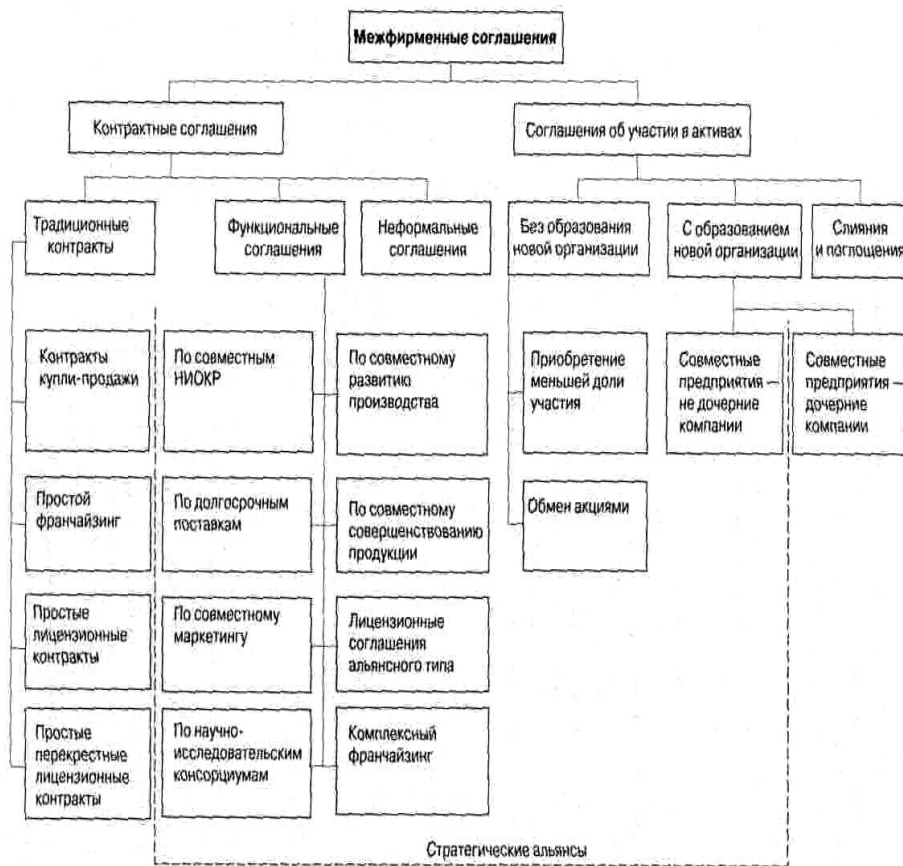 Межфирменные соглашения
Контрактные соглашения
Соглашения об участии в активах
Традиционные
контракты
Функциональные
соглашения
Неформальные
соглашения
Без образования
новой организации
С образованием
новой организации
Слияния
и поглощения
Контракты
купли-продажи
По совместным
НИОКР
По совместному
развитию
производства
Приобретение
меньшей доли
участия
Совместные
предприятия —
не дочерние
компании
Совместные
предприятия —
дочерние
компании
Простой
франчайзинг
По долгосрочным
поставкам
По совместному
совершенствованию
продукции
Обмен акциями
Простые
лицензионные
контракты
По совместному
маркетингу
Лицензионные
соглашения
альянсного типа
Простые
перекрестные
лицензионные
контракты
По научно-
исследовательским
консорциумам
Комплексный
франчайзинг
Стратегические альянсы